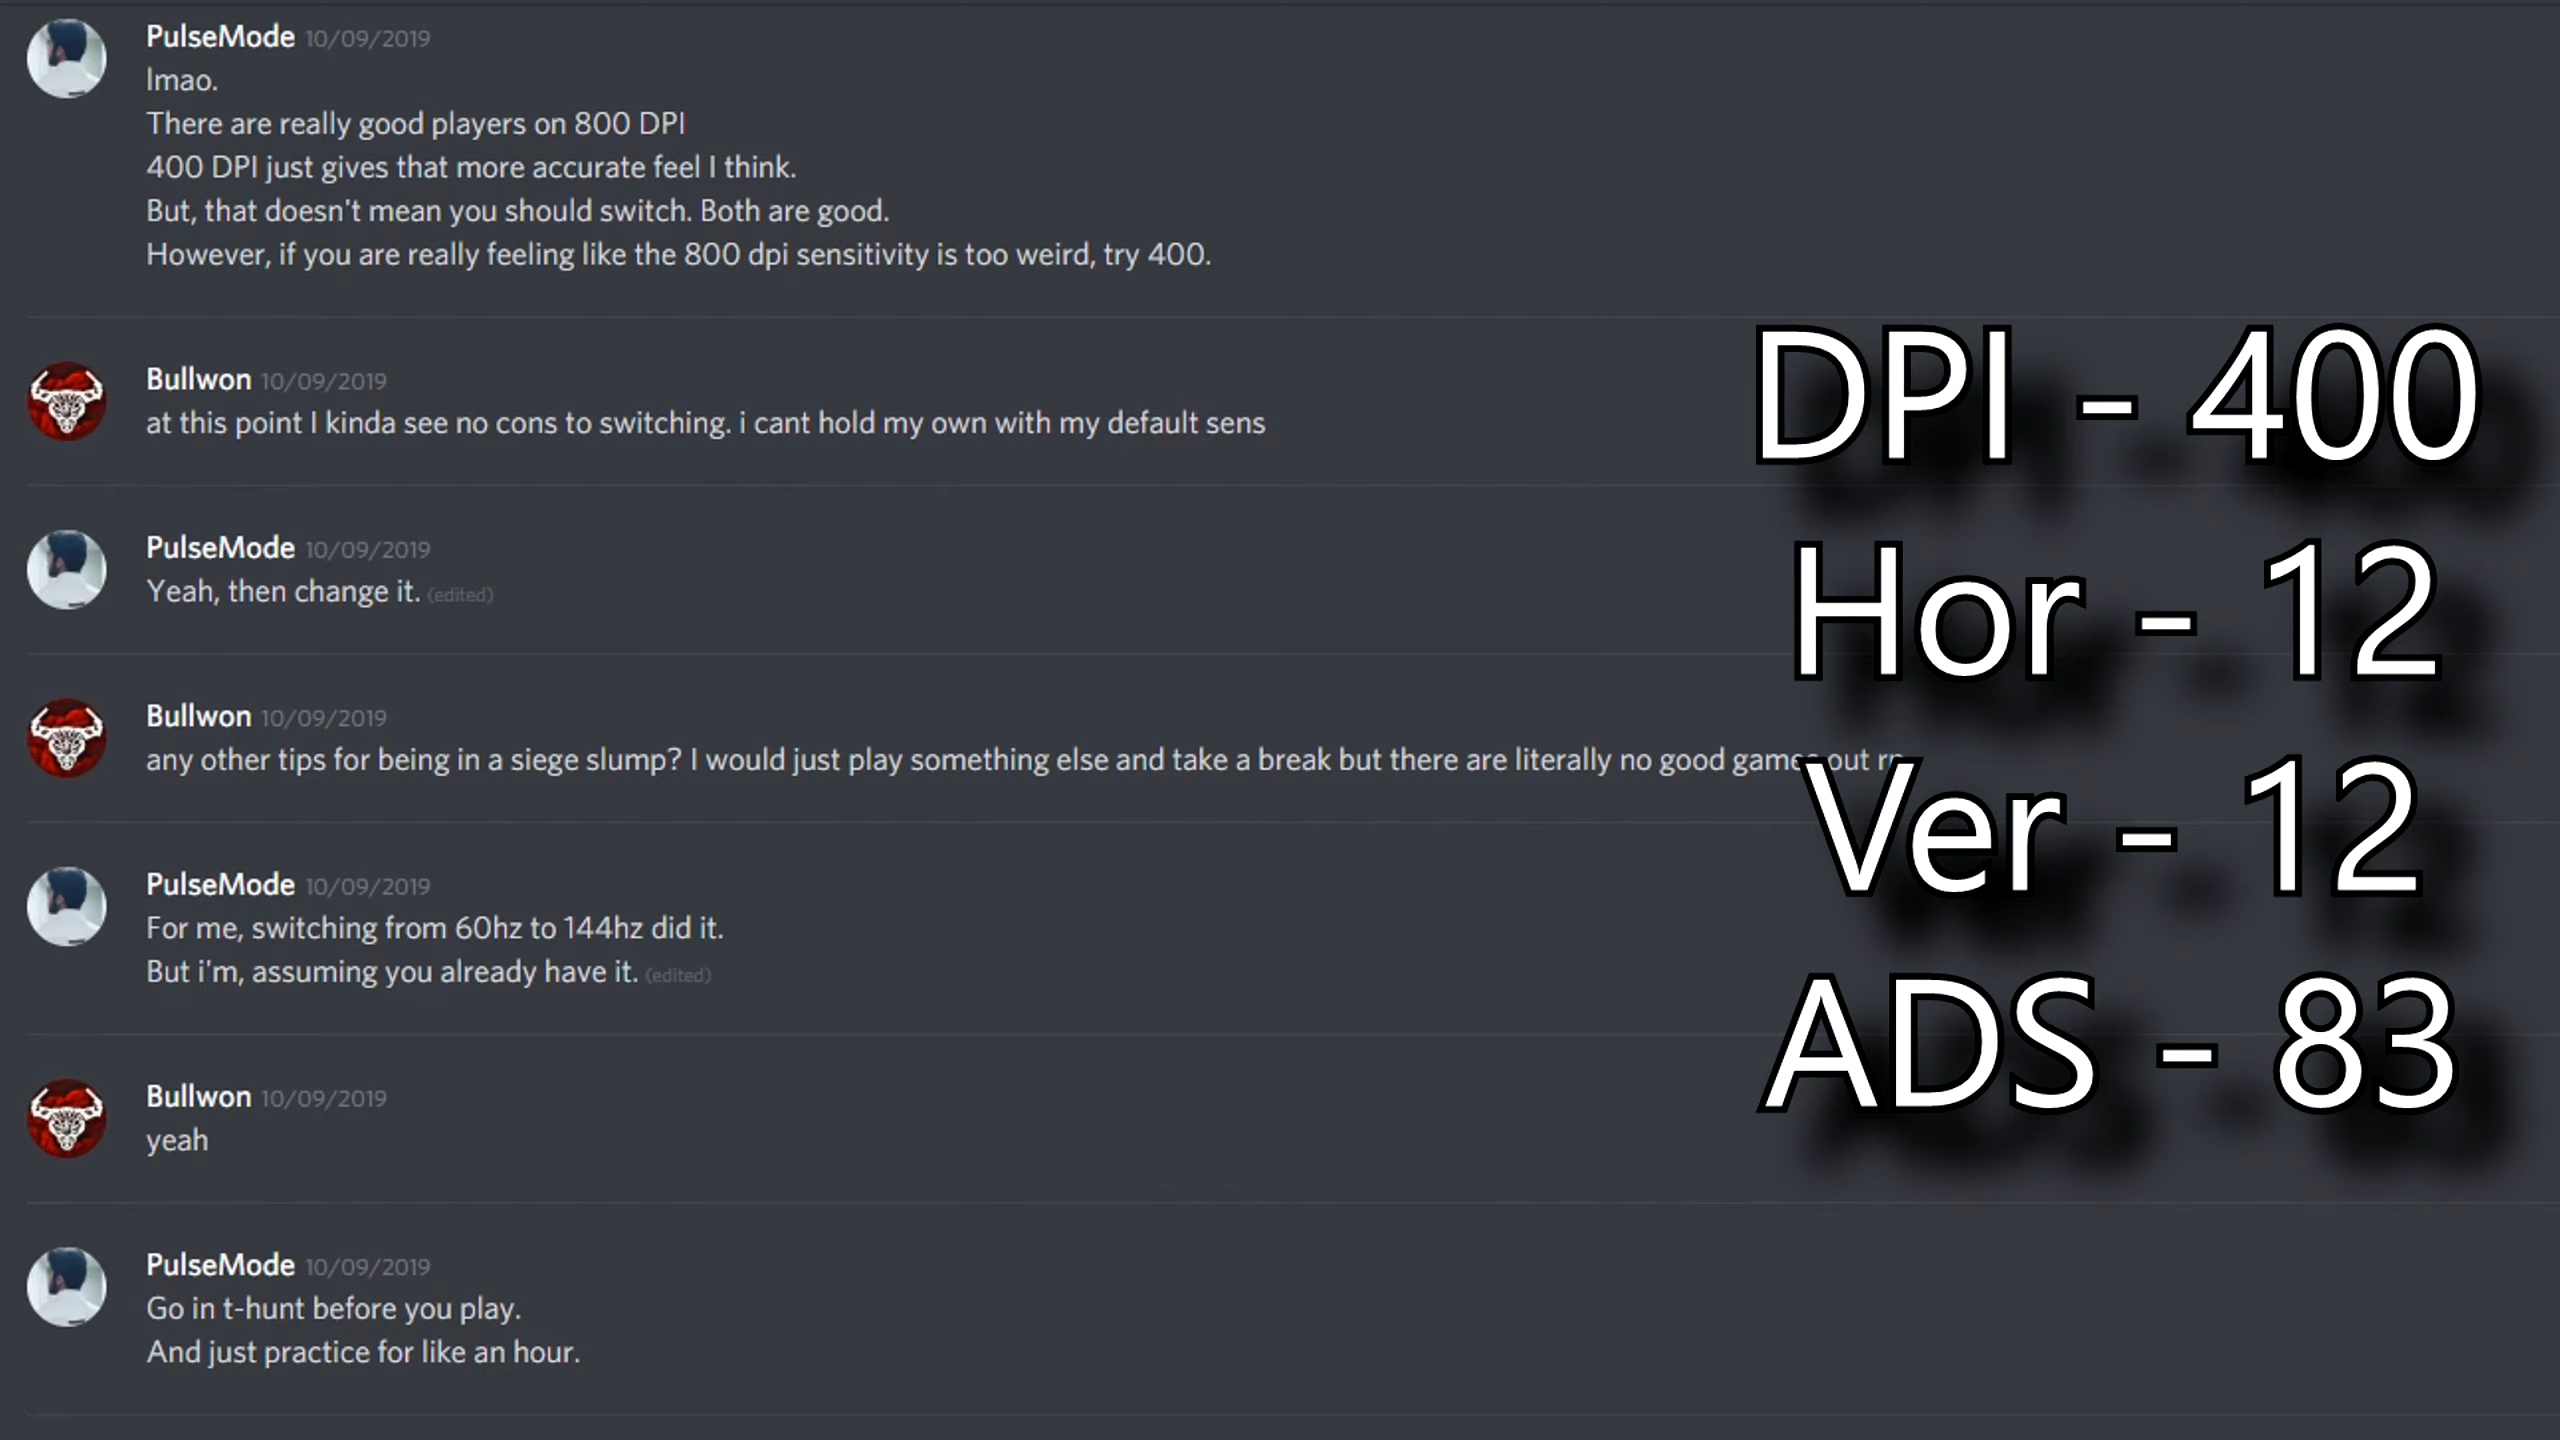 PulseMode 10/09/2019
lmao.
There are really good players on 800 DPI
400 DPI just gives that more accurate feel I think.
But, that doesn't mean you should switch. Both are good.
However, if you are really feeling like the 800 dpi sensitivity is too weird, try 400.
Bullwon 10/09/2019
at this point I kinda see no cons to switching. i cant hold my own with my default sens
PulseMode 10/09/2019
Yeah, then change it. (edited)
Bullwon 10/09/2019
any other tips for being in a siege slump? I would just play something else and take a break but there are literally no good games out rn
PulseMode 10/09/2019
For me, switching from 60hz to 144hz did it.
But i'm, assuming you already have it. (edited)
Bullwon 10/09/2019
yeah
PulseMode 10/09/2019
Go in t-hunt before you play.
And just practice for like an hour.
DPI - 400
Hor - 12
Ver - 12
ADS - 83